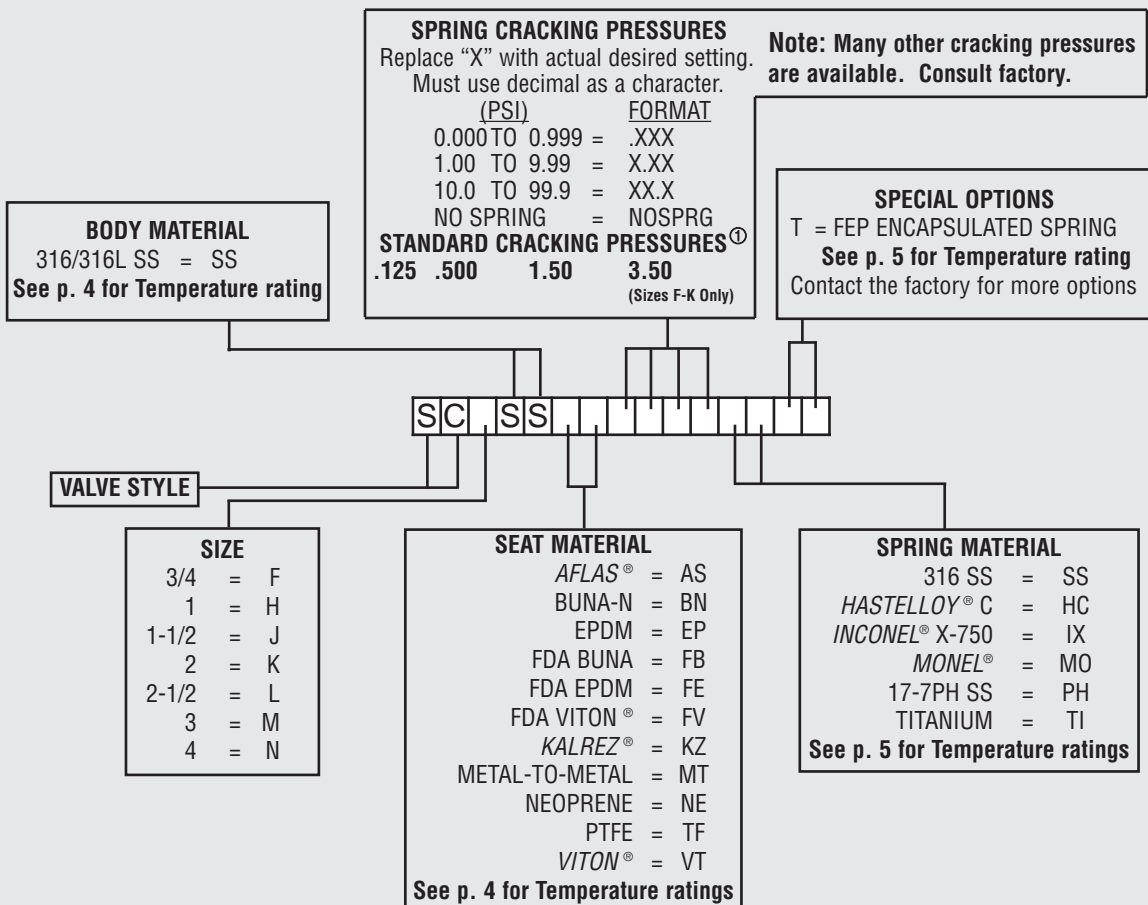 SPRING CRACKING PRESSURES
Replace “X” with actual desired setting.
Must use decimal as a character.
(PSI) FORMAT
0.000 TO 0.999 = .XXX
1.00 TO 9.99 = X.XX
10.0 TO 99.9 = XX.X
NO SPRING = NOSPRG
STANDARD CRACKING PRESSURES①
.125 .500 1.50 3.50
(Sizes F-K Only)
Note: Many other cracking pressures
are available. Consult factory.
BODY MATERIAL
316/316L SS = SS
See p. 4 for Temperature rating
SPECIAL OPTIONS
T = FEP ENCAPSULATED SPRING
See p. 5 for Temperature rating
Contact the factory for more options
S C S S
VALVE STYLE
SIZE
3/4 = F
1 = H
1-1/2 = J
2 = K
2-1/2 = L
3 = M
4 = N
SEAT MATERIAL
AFLAS® = AS
BUNA-N = BN
EPDM = EP
FDA BUNA = FB
FDA EPDM = FE
FDA VITON® = FV
KALREZ® = KZ
METAL-TO-METAL = MT
NEOPRENE = NE
PTFE = TF
VITON® = VT
See p. 4 for Temperature ratings
SPRING MATERIAL
316 SS = SS
HASTELLOY® C = HC
INCONEL® X-750 = IX
MONEL® = MO
17-7PH SS = PH
TITANIUM = TI
See p. 5 for Temperature ratings